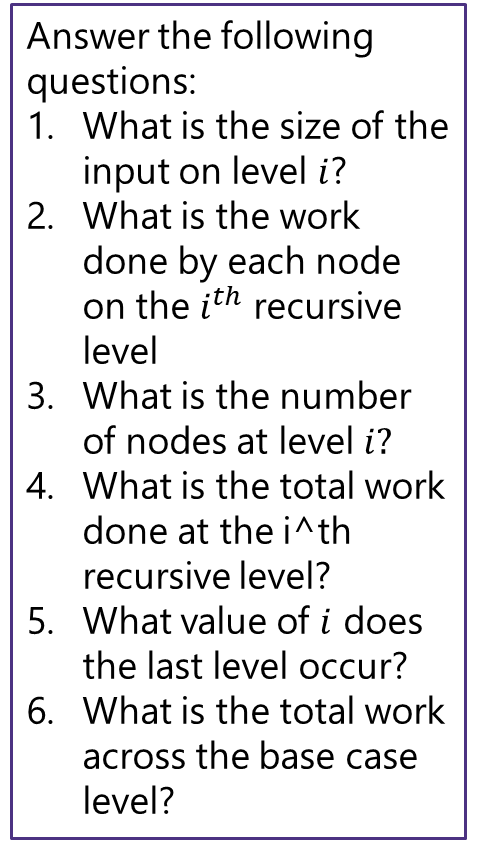 Answer the following
questions:
1. What is the size of the
input on level i?
2. What is the work
done by each node
on the i^{th} recursive
level
3. What is the number
of nodes at level i?
4. What is the total work
done at the i^th
recursive level?
5. What value of i does
the last level occur?
6. What is the total work
across the base case
level?